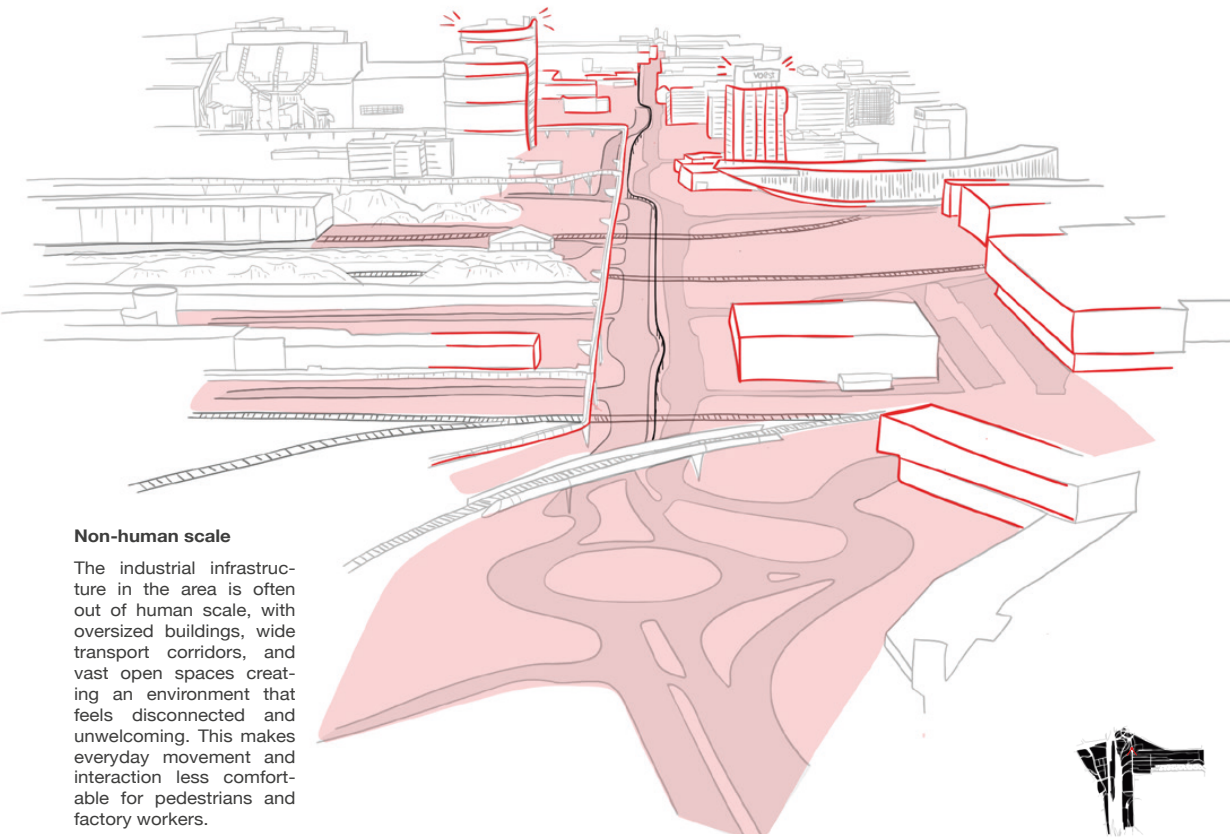 Non-human scale
The industrial infrastruc-
ture in the area is often
out of human scale, with
oversized buildings, wide
transport corridors, and
vast open spaces creat-
ing an environment that
feels disconnected and
unwelcoming. This makes
everyday movement and
interaction less comfort-
able for pedestrians and
factory workers.